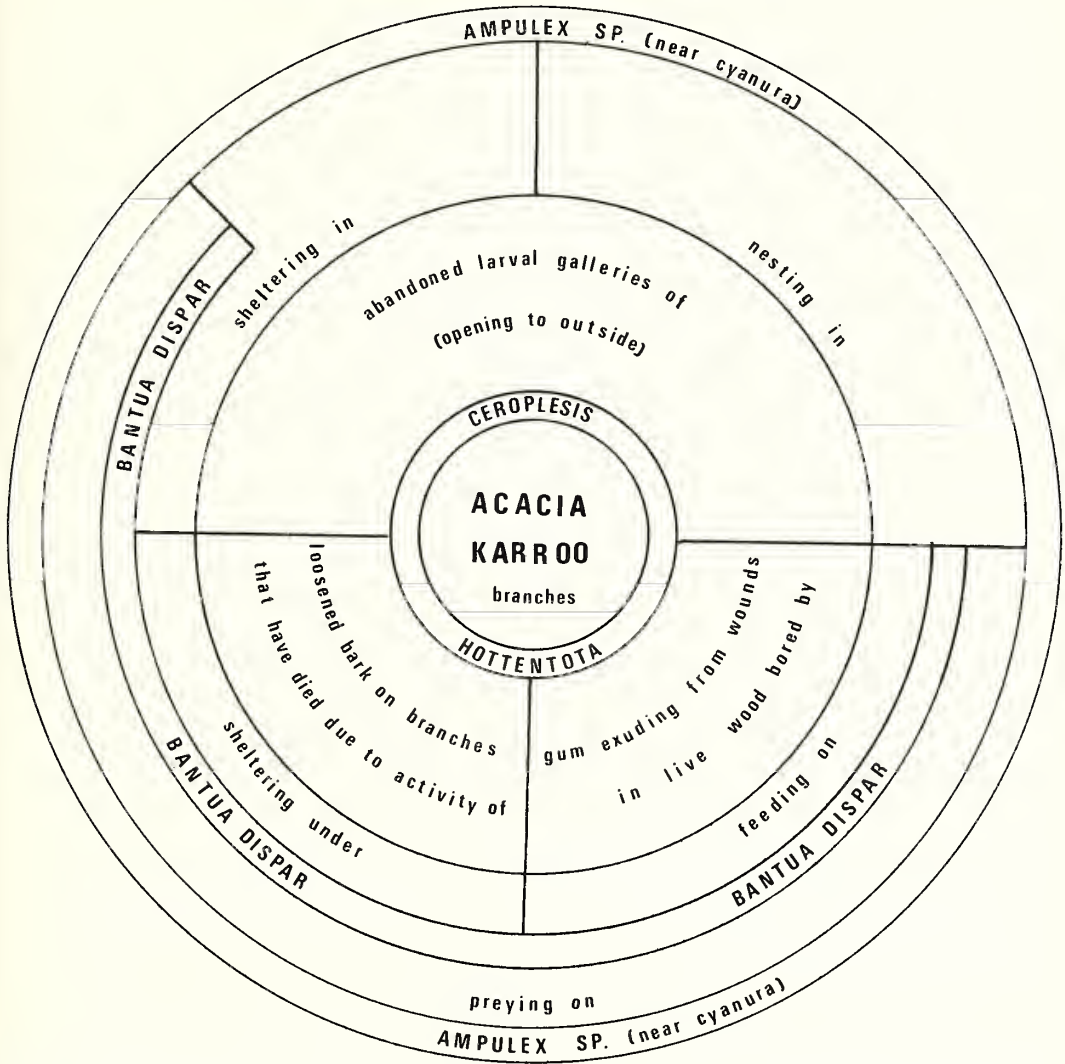 AMPULEX SP. (near cyanura)
sheltering in
nesting in
abandoned larval galleries of
(opening to outside)
BANTUA DISPAR
CEROPLESIS
ACACIA
KARROO
branches
HOTTENTOTA
loosened bark on branches
that have died due to activity of
sheltering under
BANTUA DISPAR
gum exuding from wounds
in live wood bored by
feeding on
BANTUA DISPAR
preying on
AMPULEX SP. (near cyanura)